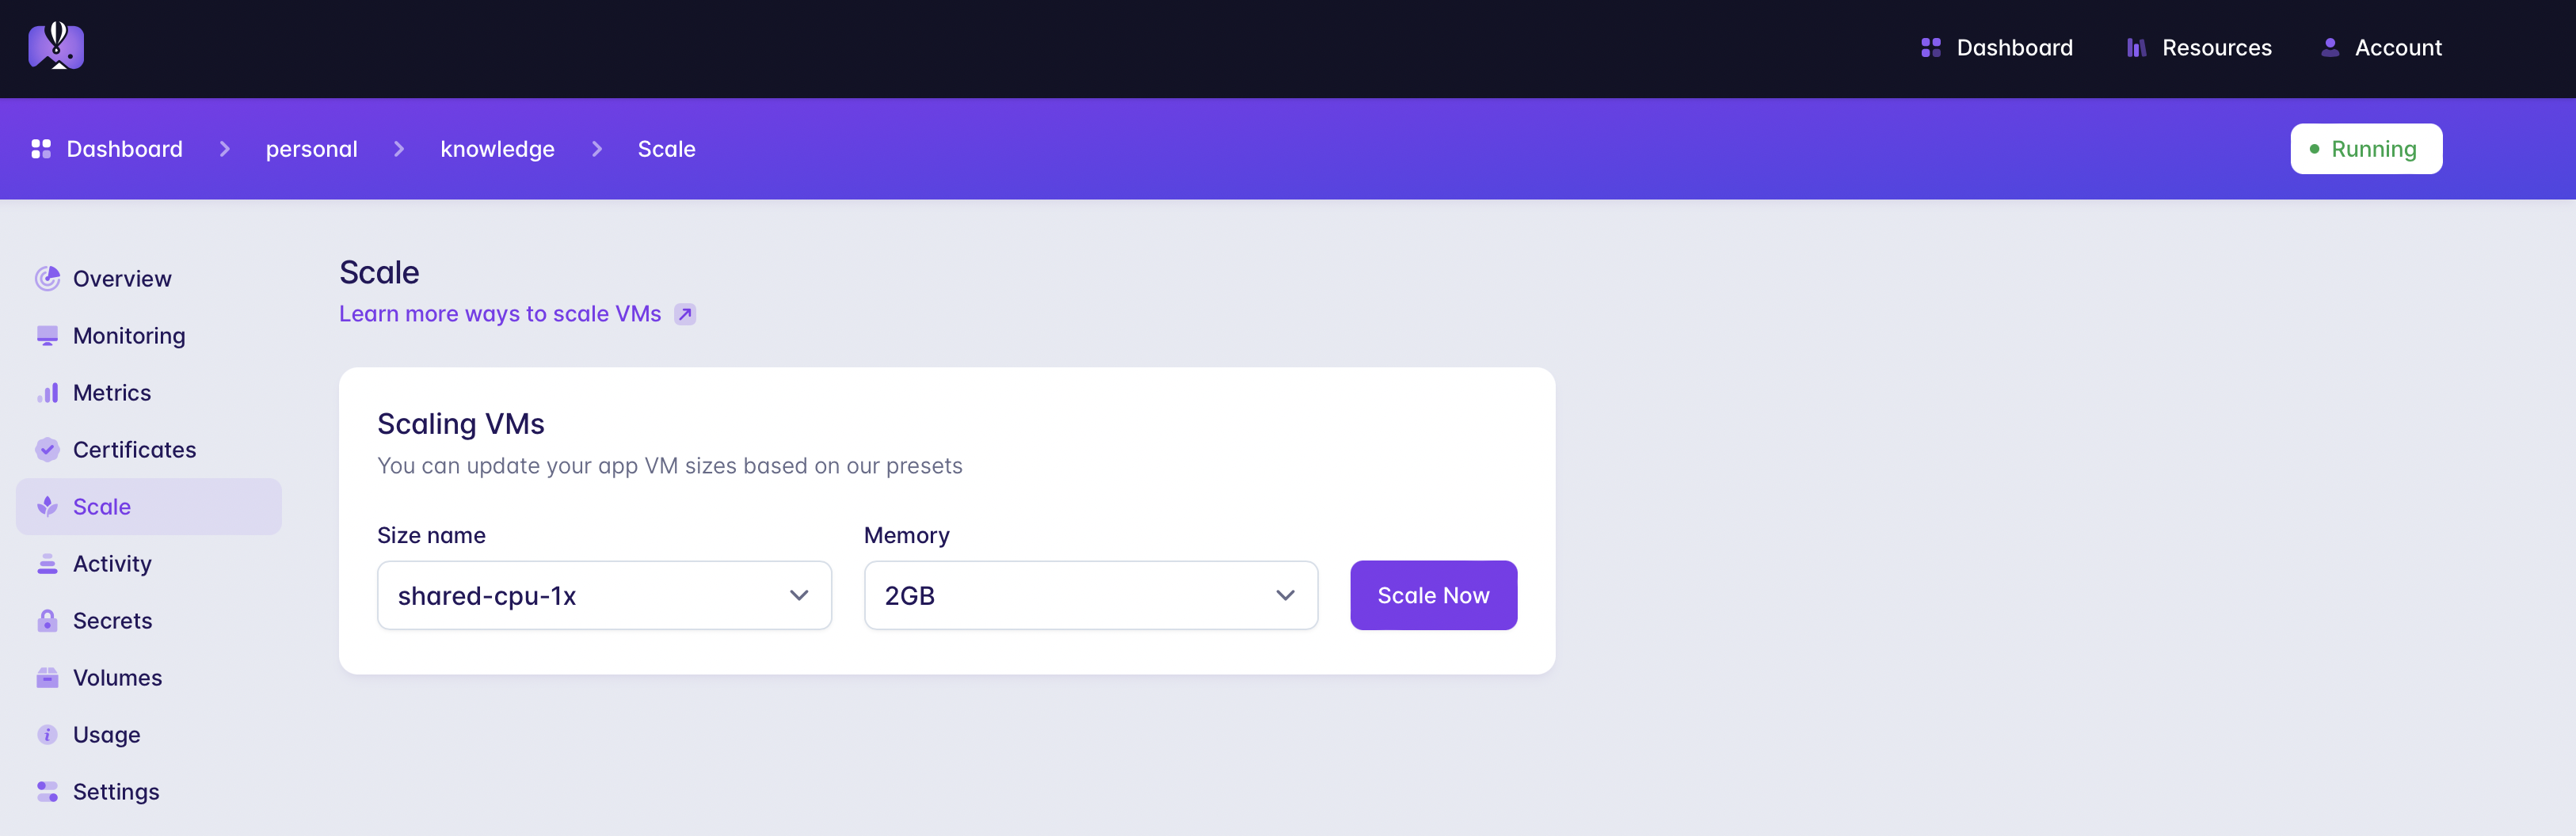 Dashboard
Resources
Account
Dashboard > personal > knowledge > Scale
Running
Overview
Monitoring
Metrics
Certificates
Scale
Activity
Secrets
Volumes
Usage
Settings
Scale
Learn more ways to scale VMs
Scaling VMs
You can update your app VM sizes based on our presets
Size name
shared-cpu-1x
Memory
2GB
Scale Now